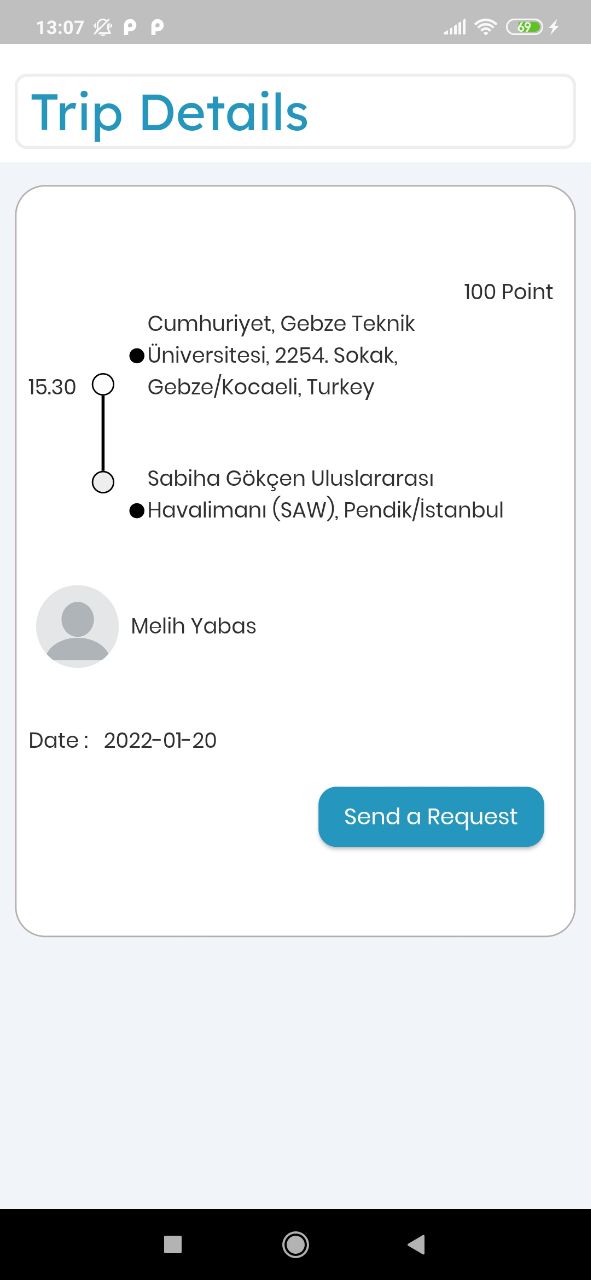 13:07 69
Trip Details
100 Point
Cumhuriyet, Gebze Teknik
Üniversitesi, 2254. Sokak,
15.30 Gebze/Kocaeli, Turkey
Sabiha Gökçen Uluslararası
Havalimanı (SAW), Pendik/İstanbul
Melih Yabas
Date : 2022-01-20
Send a Request